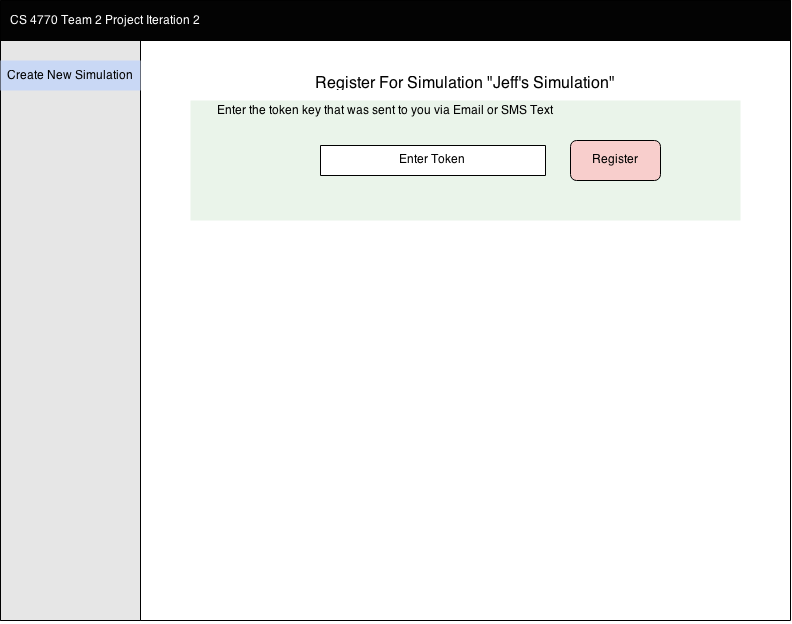 CS 4770 Team 2 Project Iteration 2
Create New Simulation
Register For Simulation "Jeff's Simulation"
Enter the token key that was sent to you via Email or SMS Text
Enter Token
Register